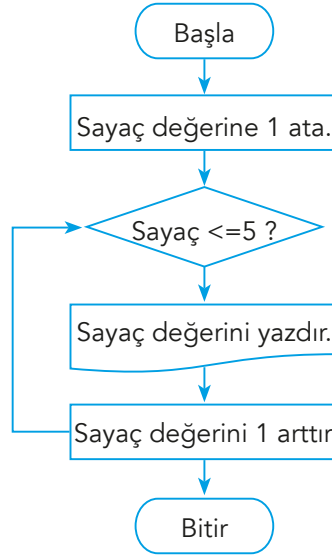 Başla
Sayaç değerine 1 ata.
Sayaç <=5 ?
Sayaç değerini yazdır.
Sayaç değerini 1 arttır
Bitir